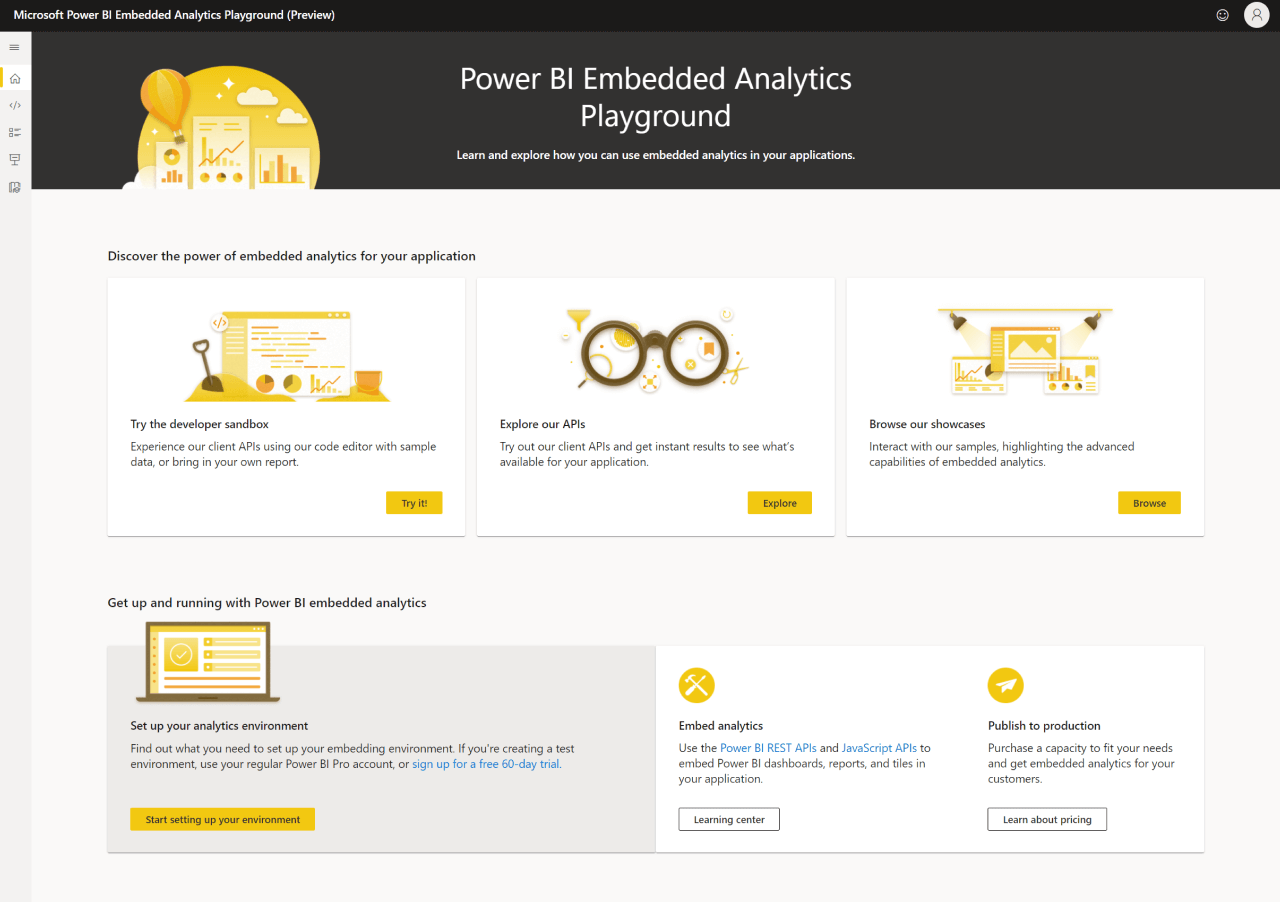 Microsoft Power BI Embedded Analytics Playground (Preview)
Power BI Embedded Analytics
Playground
Learn and explore how you can use embedded analytics in your applications.
Discover the power of embedded analytics for your application
Try the developer sandbox
Experience our client APIs using our code editor with sample
data, or bring in your own report.
Try it!
Explore our APIs
Try out our client APIs and get instant results to see what's
available for your application.
Explore
Browse our showcases
Interact with our samples, highlighting the advanced
capabilities of embedded analytics.
Browse
Get up and running with Power BI embedded analytics
Set up your analytics environment
Find out what you need to set up your embedding environment. If you're creating a test
environment, use your regular Power BI Pro account, or sign up for a free 60-day trial.
Start setting up your environment
Embed analytics
Use the Power BI REST APIs and JavaScript APIs to
embed Power BI dashboards, reports, and tiles in
your application.
Learning center
Publish to production
Purchase a capacity to fit your needs
and get embedded analytics for your
customers.
Learn about pricing